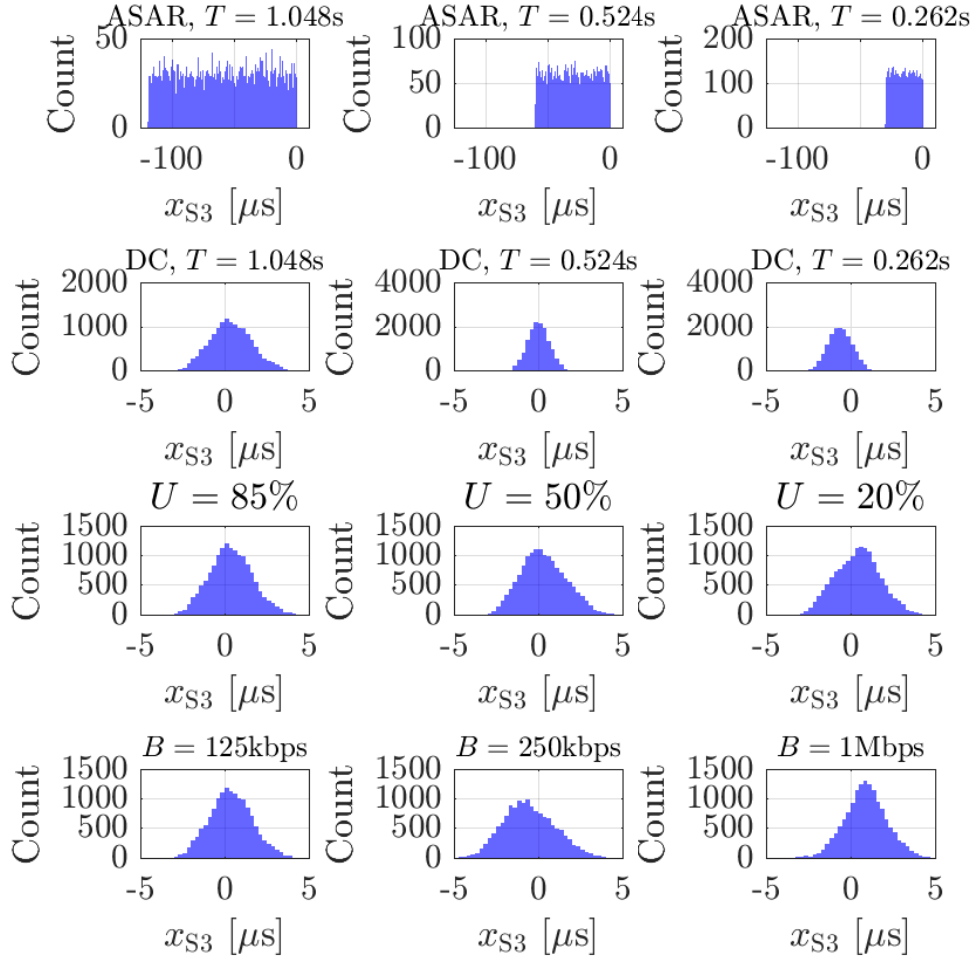 ASAR, T = 1.048s ASAR, T = 0.524s ASAR, T = 0.262s
Count 50 0 Count 100 50 0 Count 200 100 0
-100 0 -100 0 -100 0
x_S3 [μs] x_S3 [μs] x_S3 [μs]
DC, T = 1.048s DC, T = 0.524s DC, T = 0.262s
Count 2000 1000 0 Count 4000 2000 0 Count 4000 2000 0
-5 0 5 -5 0 5 -5 0 5
x_S3 [μs] x_S3 [μs] x_S3 [μs]
U = 85% U = 50% U = 20%
Count 1500 1000 500 0 Count 1500 1000 500 0 Count 1500 1000 500 0
-5 0 5 -5 0 5 -5 0 5
x_S3 [μs] x_S3 [μs] x_S3 [μs]
B = 125kbps B = 250kbps B = 1Mbps
Count 1500 1000 500 0 Count 1500 1000 500 0 Count 1500 1000 500 0
-5 0 5 -5 0 5 -5 0 5
x_S3 [μs] x_S3 [μs] x_S3 [μs]